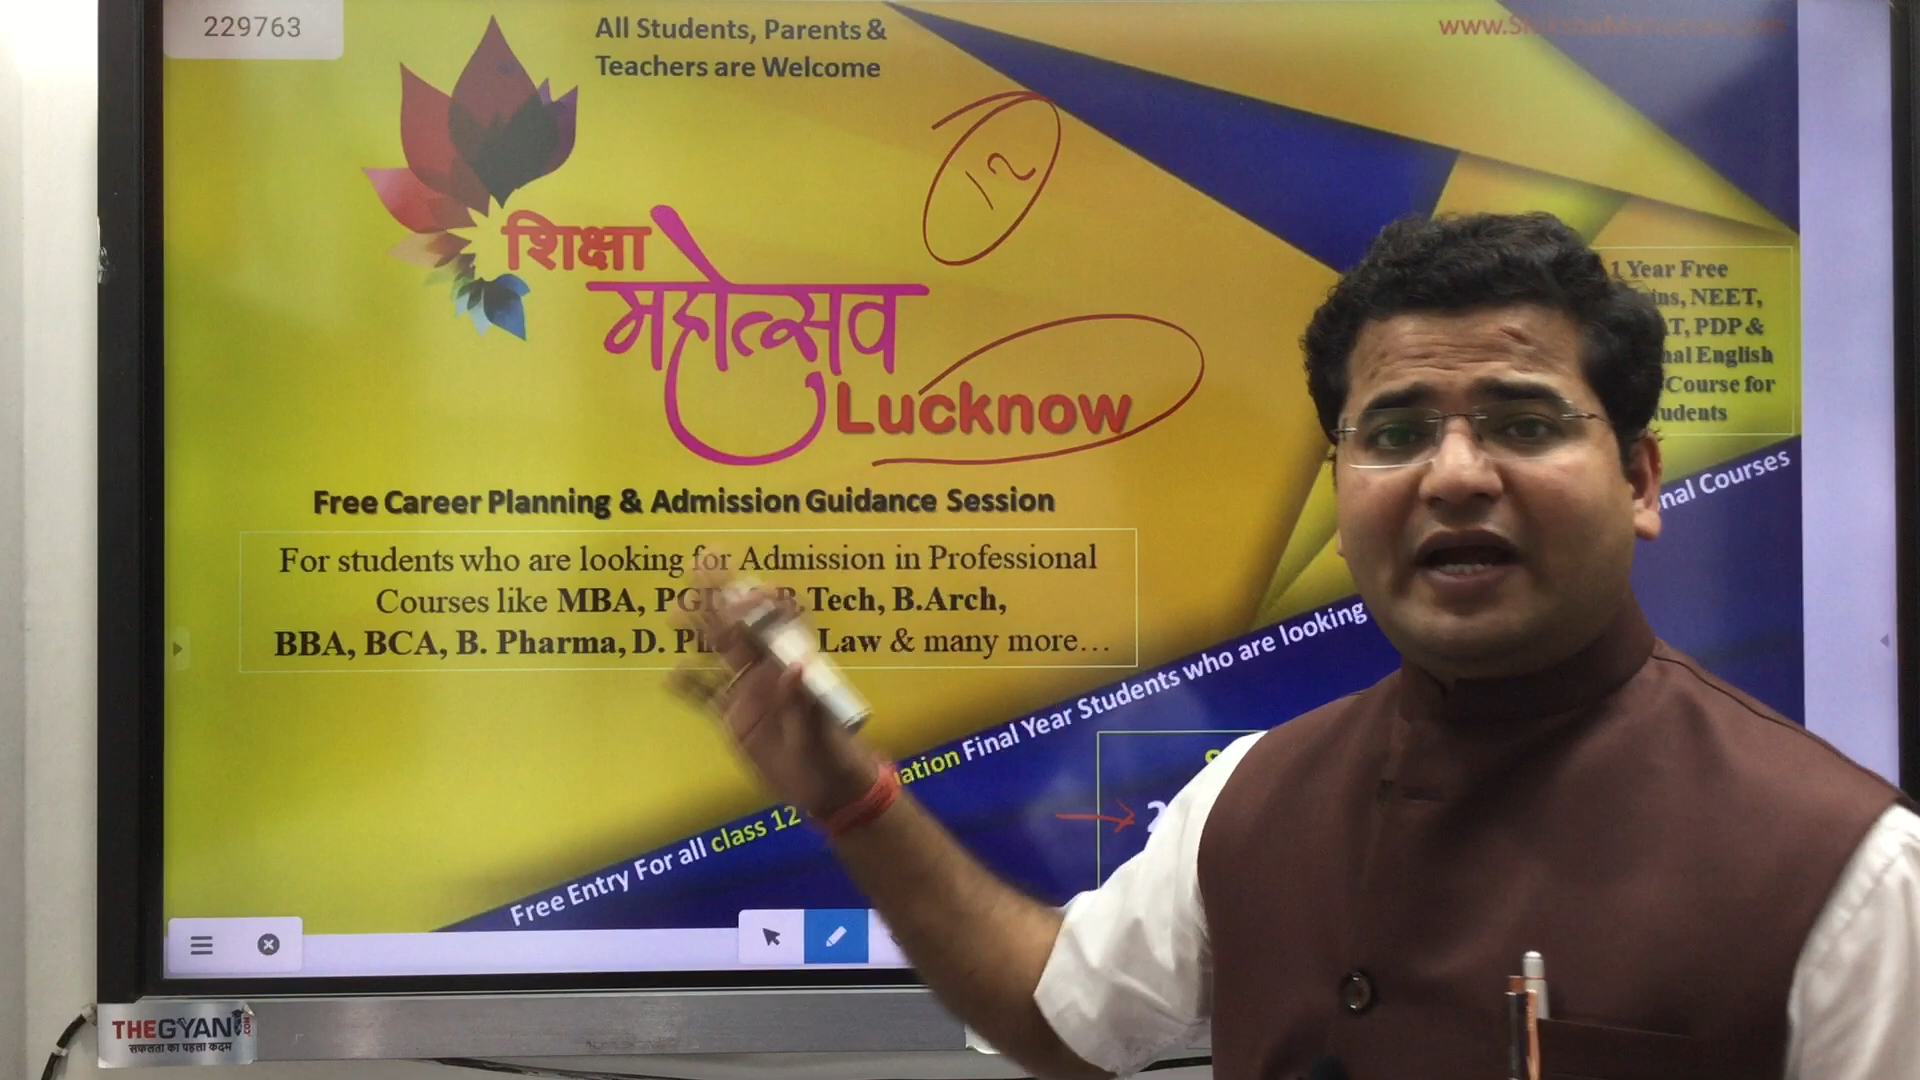 229763
All Students, Parents &
Teachers are Welcome
12
शिक्षा
महोत्सव
Lucknow
1 Year Free
NEET,
PDP &
English
Course for
Free Career Planning & Admission Guidance Session
For students who are looking for Admission in Professional
Courses like MBA, B.Tech, B.Arch,
BBA, BCA, B. Pharma, D. Law & many more...
Free Entry For all class 12 Final Year Students who are looking
Courses
THEGYAN.COM
सफलता का पहला कदम